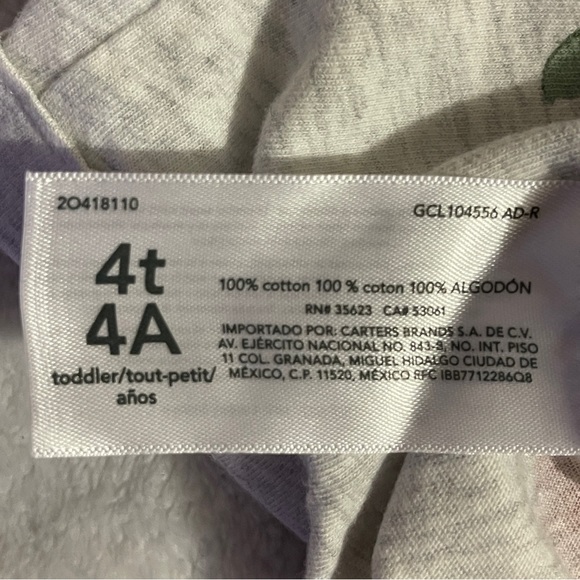 2O418110
GCL104556 AD-R
4t
4A
toddler/tout-petit/
años
100% cotton 100 % coton 100% ALGODÓN
RN# 35623 CA# 53061
IMPORTADO POR: CARTERS BRANDS S.A. DE C.V.
AV. EJÉRCITO NACIONAL NO. 843-B, NO. INT. PISO
11 COL. GRANADA, MIGUEL HIDALGO CIUDAD DE
MÉXICO, C.P. 11520, MÉXICO RFC IBB7712286Q8